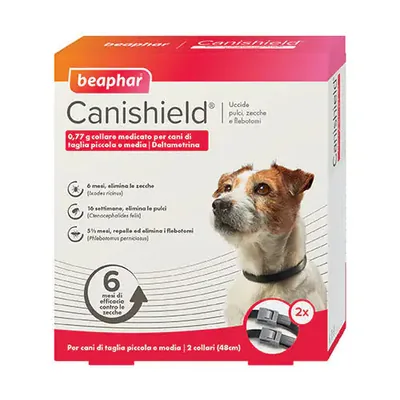 beaphar
Canishield®
Uccide
pulci, zecche
e flebotomi
0,77 g collare medicato per cani di
taglia piccola e media | Deltametrina
6 mesi, elimina le zecche
(Ixodes ricinus)
16 settimane, elimina le pulci
(Ctenocephalides felis)
5½ mesi, repelle ed elimina i flebotomi
(Phlebotomus perniciosus)
6
mesi di
efficacia
contro le
zecche
2x
Per cani di taglia piccola e media | 2 collari (48cm)